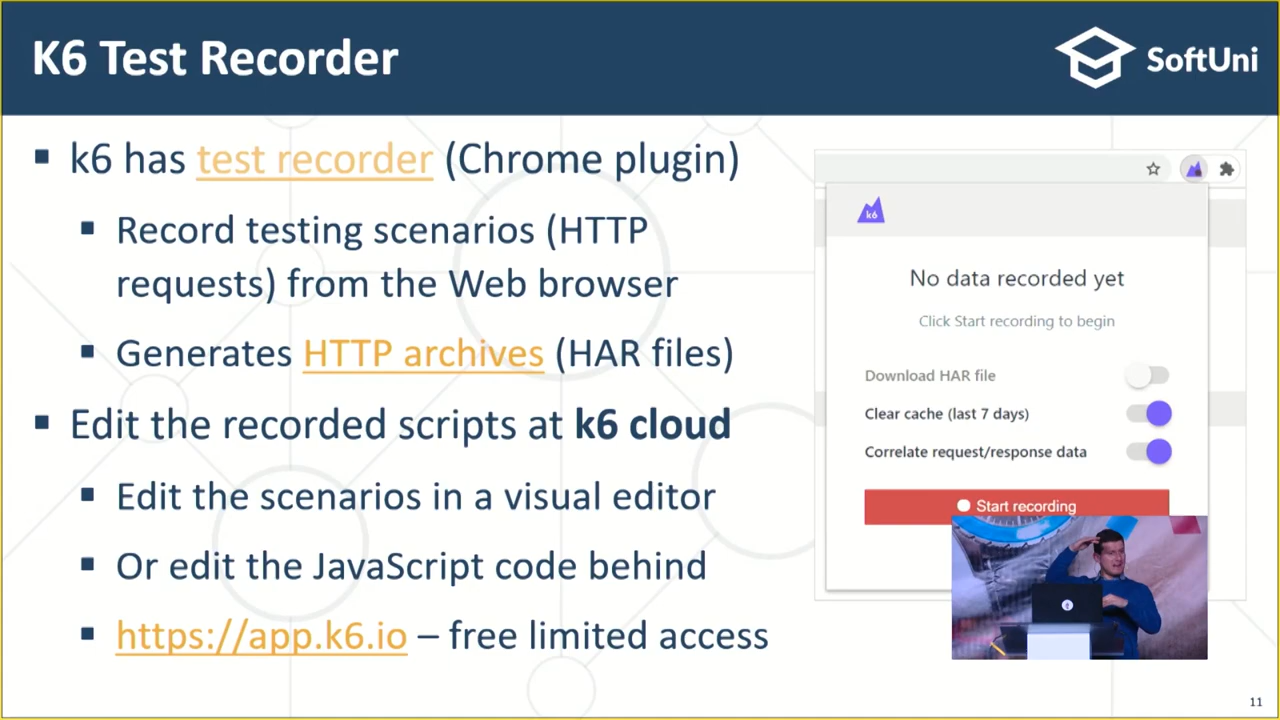 K6 Test Recorder
SoftUni
k6 has test recorder (Chrome plugin)
Record testing scenarios (HTTP
requests) from the Web browser
Generates HTTP archives (HAR files)
Edit the recorded scripts at k6 cloud
Edit the scenarios in a visual editor
Or edit the JavaScript code behind
https://app.k6.io – free limited access
k6
No data recorded yet
Click Start recording to begin
Download HAR file
Clear cache (last 7 days)
Correlate request/response data
Start recording
11